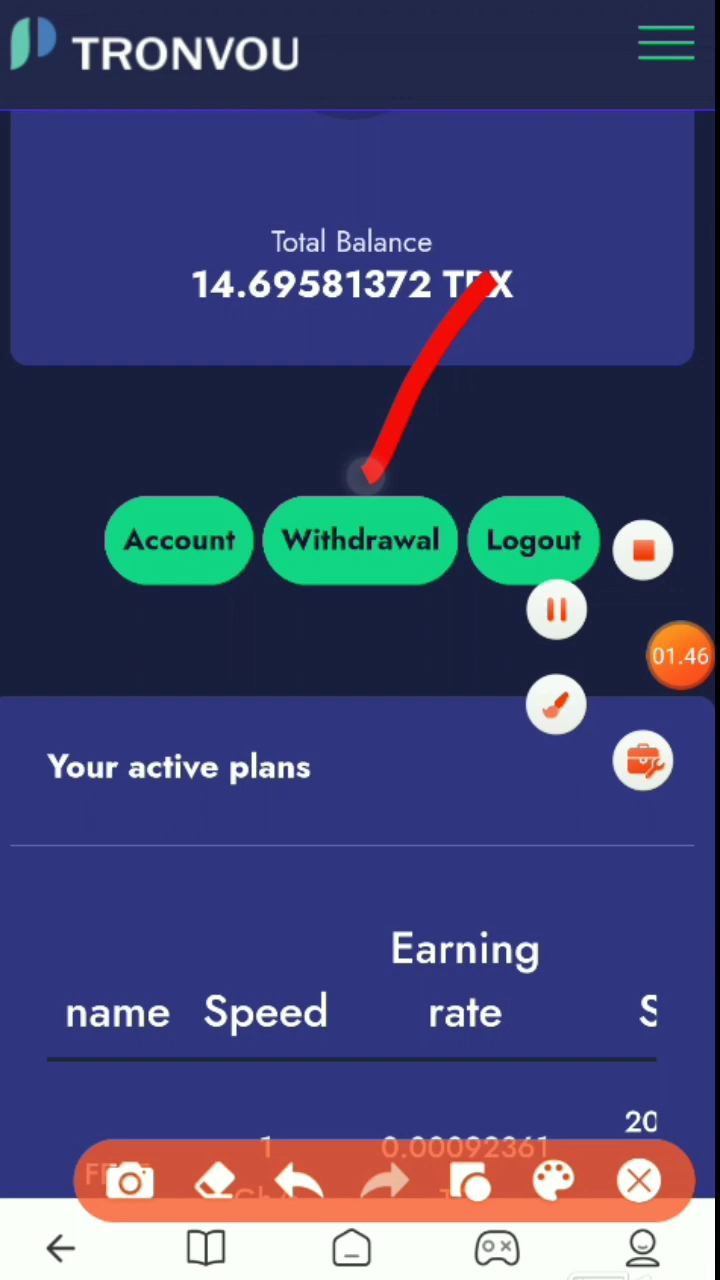 TRONVOU
Total Balance
14.69581372 TRX
Account
Withdrawal
Logout
01.46
Your active plans
Earning
name Speed rate S
20
1 0.00092361